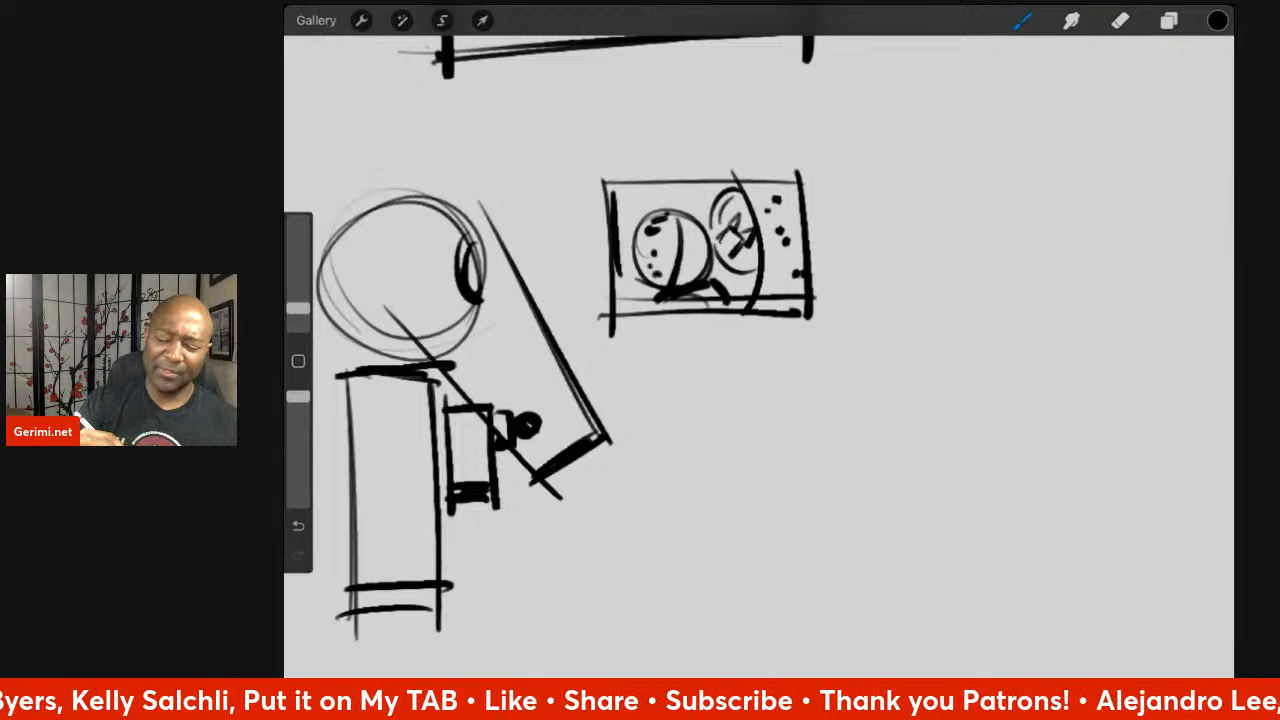 Gallery
Gerimi.net
Byers, Kelly Salchli, Put it on My TAB • Like • Share • Subscribe • Thank you Patrons! • Alejandro Lee,